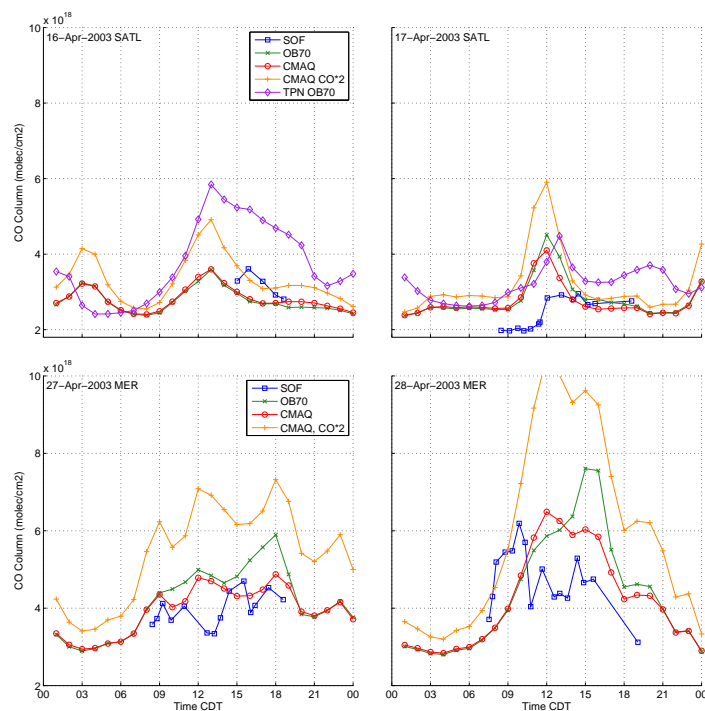 x 10^18
16-Apr-2003 SATL
17-Apr-2003 SATL
SOF
OB70
CMAQ
CMAQ CO*2
TPN OB70
CO Column (molec/cm2)
10
8
6
4
2
x 10^18
27-Apr-2003 MER
28-Apr-2003 MER
SOF
OB70
CMAQ
CMAQ, CO*2
CO Column (molec/cm2)
10
8
6
4
2
00 03 06 09 12 15 18 21 00
00 03 06 09 12 15 18 21 00
Time CDT
Time CDT